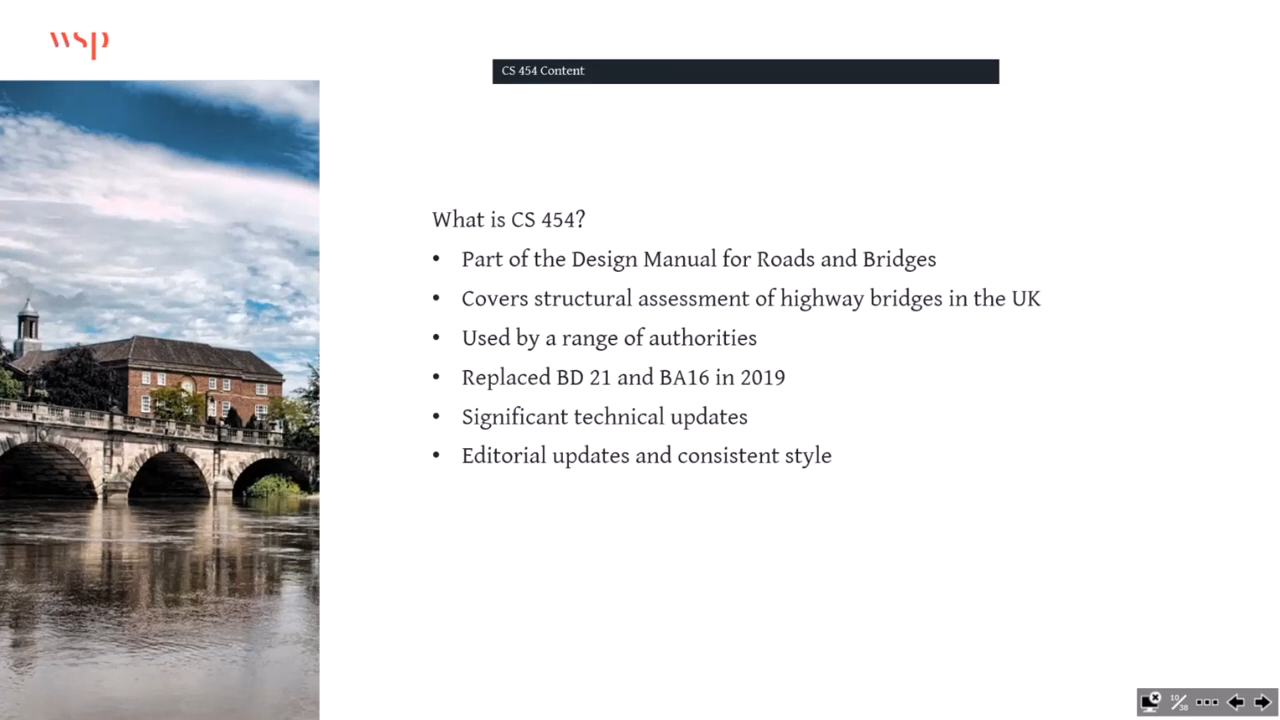 wsp
CS 454 Content
What is CS 454?
• Part of the Design Manual for Roads and Bridges
• Covers structural assessment of highway bridges in the UK
• Used by a range of authorities
• Replaced BD 21 and BA16 in 2019
• Significant technical updates
• Editorial updates and consistent style
10/38